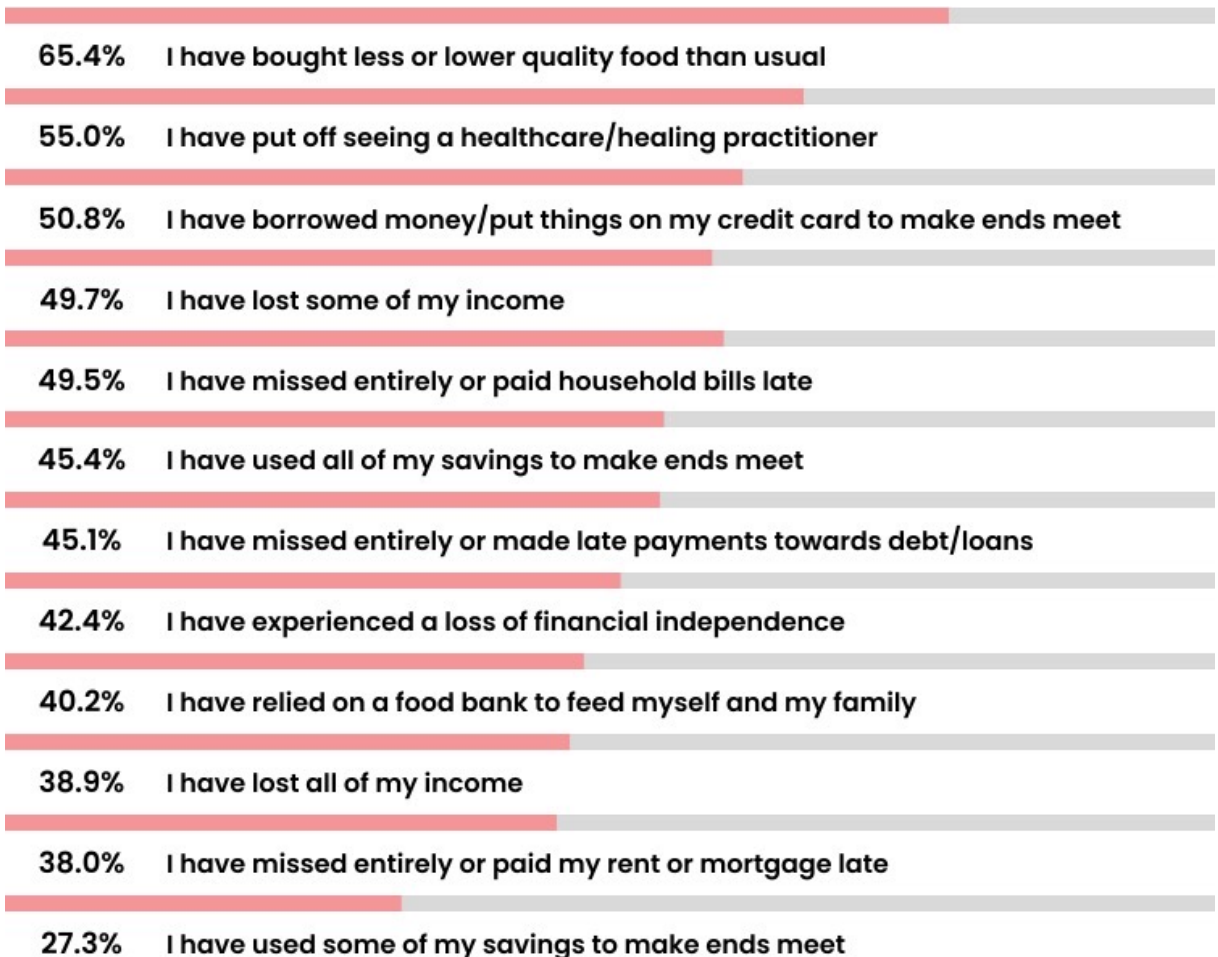 65.4% I have bought less or lower quality food than usual
55.0% I have put off seeing a healthcare/healing practitioner
50.8% I have borrowed money/put things on my credit card to make ends meet
49.7% I have lost some of my income
49.5% I have missed entirely or paid household bills late
45.4% I have used all of my savings to make ends meet
45.1% I have missed entirely or made late payments towards debt/loans
42.4% I have experienced a loss of financial independence
40.2% I have relied on a food bank to feed myself and my family
38.9% I have lost all of my income
38.0% I have missed entirely or paid my rent or mortgage late
27.3% I have used some of my savings to make ends meet